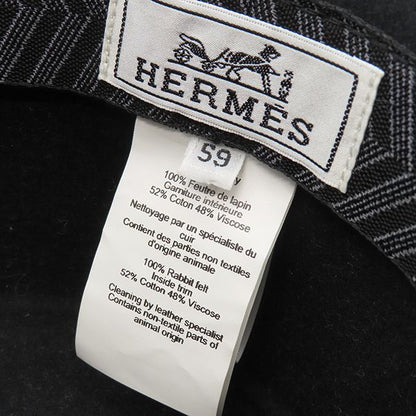 HERMES
59
y
100% Feutre de lapin
Garniture intérieure
52% Coton 48% Viscose
Nettoyage par un spécialiste du
cuir
Contient des parties non textiles
d'origine animale
100% Rabbit felt
Inside trim
52% Coton 48% Viscose
Cleaning by leather specialist
Contains non-textile parts of
animal origin